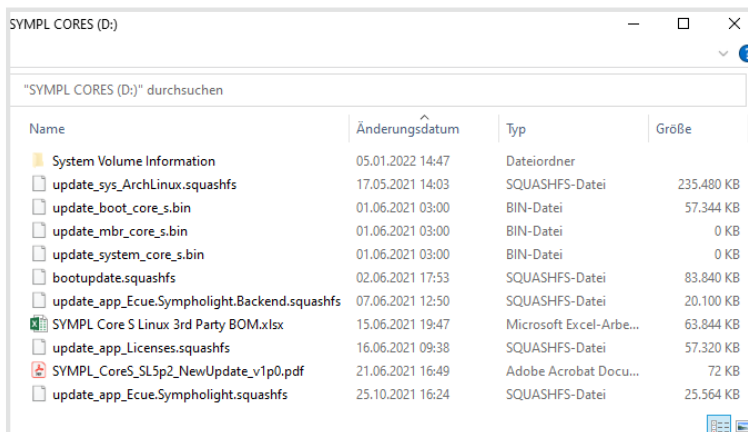 SYMPL CORES (D:)
"SYMPL CORES (D:)" durchsuchen
Name Änderungsdatum Typ Größe
System Volume Information 05.01.2022 14:47 Dateiordner
update_sys_ArchLinux.squashfs 17.05.2021 14:03 SQUASHFS-Datei 235.480 KB
update_boot_core_s.bin 01.06.2021 03:00 BIN-Datei 57.344 KB
update_mbr_core_s.bin 01.06.2021 03:00 BIN-Datei 0 KB
update_system_core_s.bin 01.06.2021 03:00 BIN-Datei 0 KB
bootupdate.squashfs 02.06.2021 17:53 SQUASHFS-Datei 83.840 KB
update_app_Ecue.Sympholight.Backend.squashfs 07.06.2021 12:50 SQUASHFS-Datei 20.100 KB
SYMPL Core S Linux 3rd Party BOM.xlsx 15.06.2021 19:47 Microsoft Excel-Arbe... 63.844 KB
update_app_Licenses.squashfs 16.06.2021 09:38 SQUASHFS-Datei 57.320 KB
SYMPL_CoreS_SL5p2_NewUpdate_v1p0.pdf 21.06.2021 16:49 Adobe Acrobat Docu... 72 KB
update_app_Ecue.Sympholight.squashfs 25.10.2021 16:24 SQUASHFS-Datei 25.564 KB